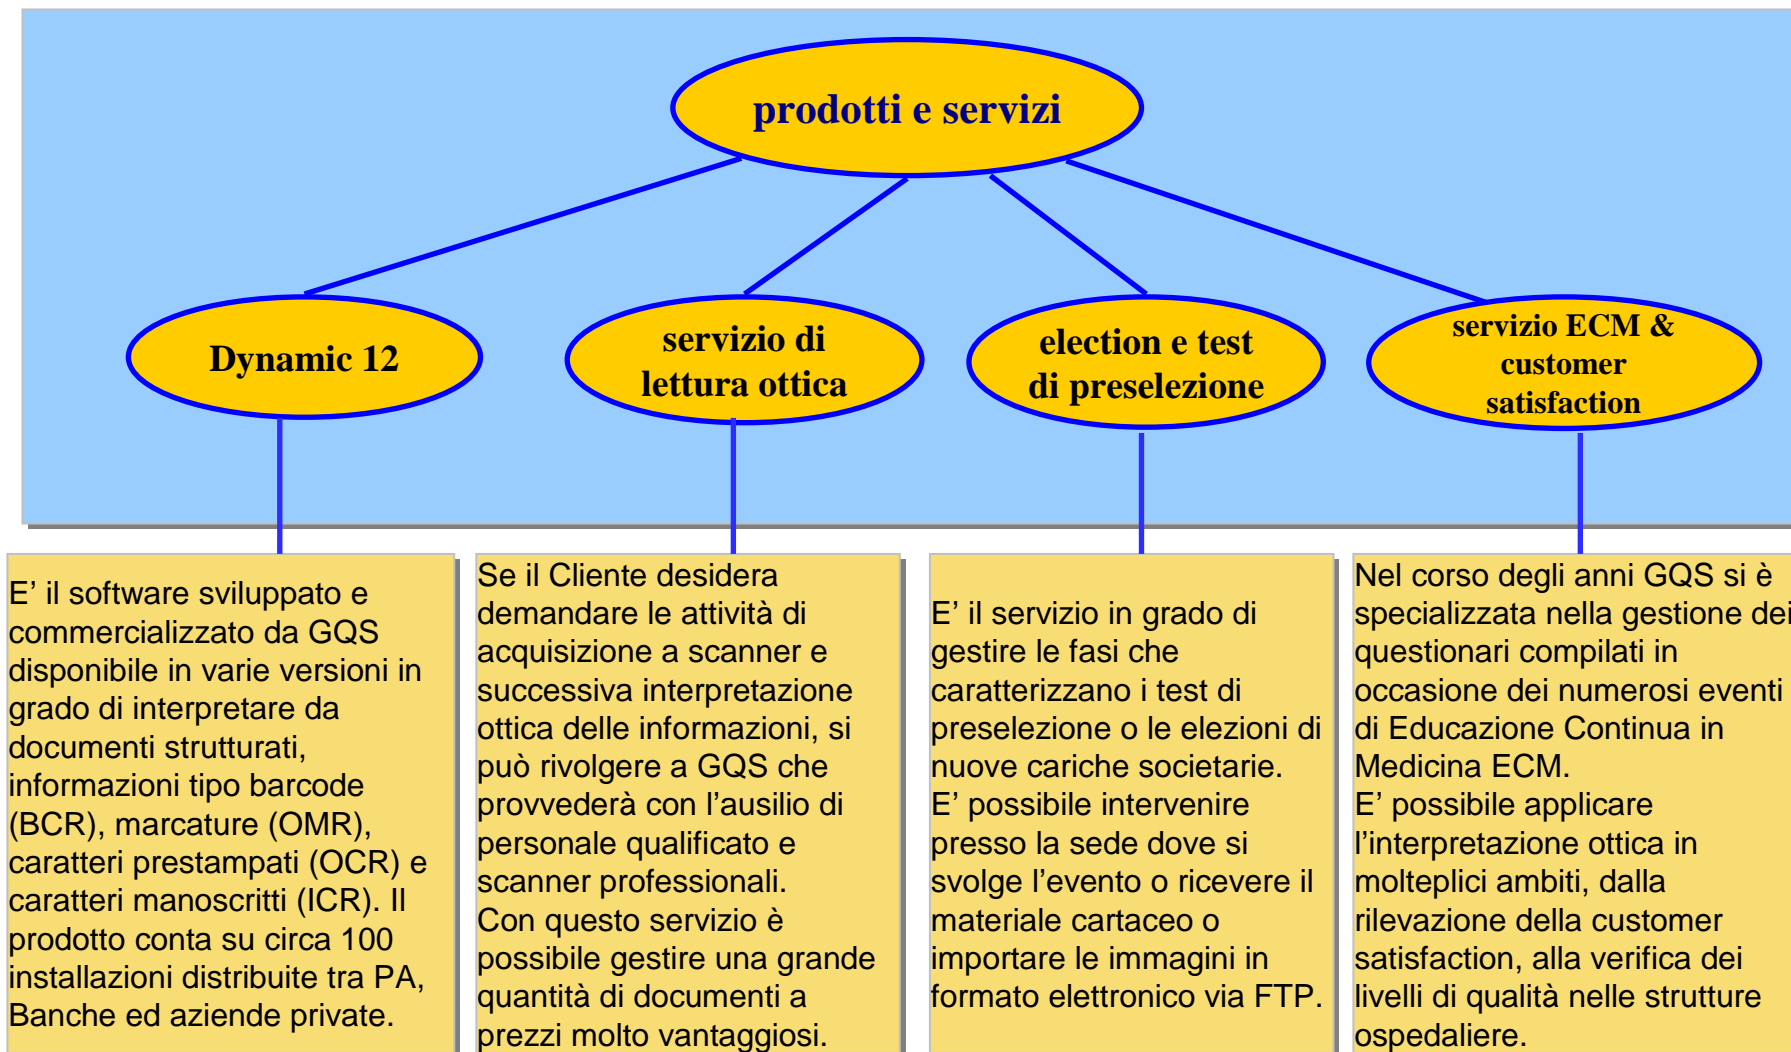 prodotti e servizi
Dynamic 12
servizio di
lettura ottica
election e test
di preselezione
servizio ECM &
customer
satisfaction
E’ il software sviluppato e
commercializzato da GQS
disponibile in varie versioni in
grado di interpretare da
documenti strutturati,
informazioni tipo barcode
(BCR), marcature (OMR),
caratteri prestampati (OCR) e
caratteri manoscritti (ICR). Il
prodotto conta su circa 100
installazioni distribuite tra PA,
Banche ed aziende private.
Se il Cliente desidera
demandare le attività di
acquisizione a scanner e
successiva interpretazione
ottica delle informazioni, si
può rivolgere a GQS che
provvederà con l’ausilio di
personale qualificato e
scanner professionali.
Con questo servizio è
possibile gestire una grande
quantità di documenti a
prezzi molto vantaggiosi.
E’ il servizio in grado di
gestire le fasi che
caratterizzano i test di
preselezione o le elezioni di
nuove cariche societarie.
E’ possibile intervenire
presso la sede dove si
svolge l’evento o ricevere il
materiale cartaceo o
importare le immagini in
formato elettronico via FTP.
Nel corso degli anni GQS si è
specializzata nella gestione dei
questionari compilati in
occasione dei numerosi eventi
di Educazione Continua in
Medicina ECM.
E’ possibile applicare
l’interpretazione ottica in
molteplici ambiti, dalla
rilevazione della customer
satisfaction, alla verifica dei
livelli di qualità nelle strutture
ospedaliere.